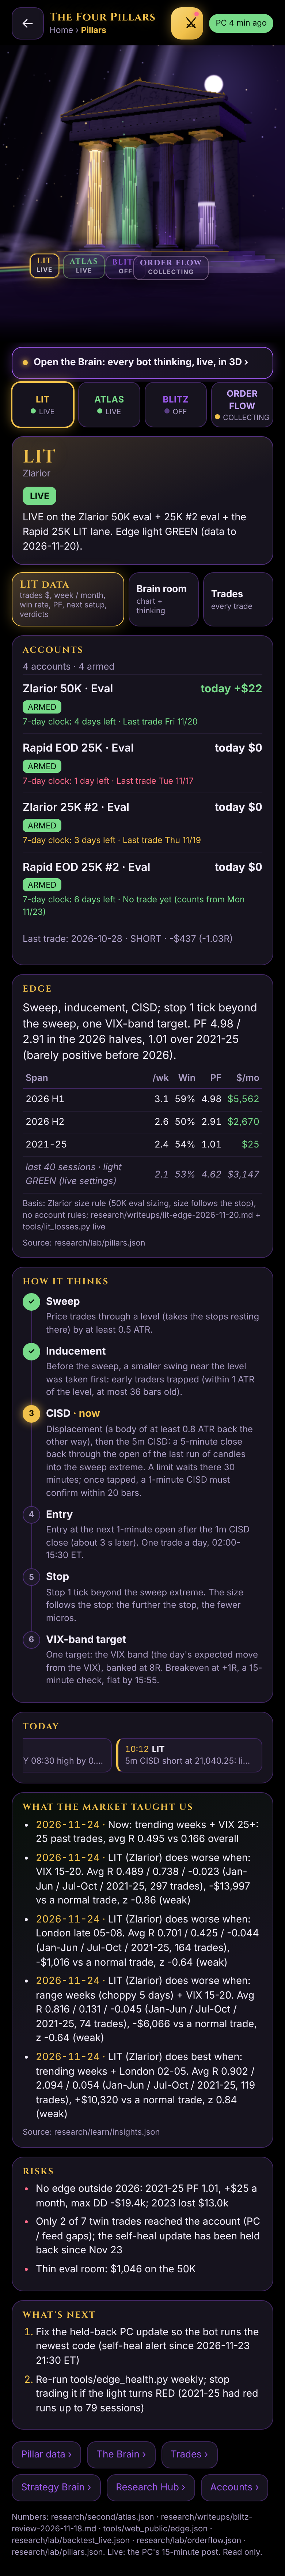 THE FOUR PILLARS
Home › Pillars
PC 4 min ago
LIT
LIVE
ATLAS
LIVE
BLIT
OFF
ORDER FLOW
COLLECTING
Open the Brain: every bot thinking, live, in 3D ›
LIT
LIVE
ATLAS
LIVE
BLITZ
OFF
ORDER
FLOW
COLLECTING
LIT
Zlarior
LIVE
LIVE on the Zlarior 50K eval + 25K #2 eval + the
Rapid 25K LIT lane. Edge light GREEN (data to
2026-11-20).
LIT DATA
trades $, week / month,
win rate, PF, next setup,
verdicts
Brain room
chart +
thinking
Trades
every trade
ACCOUNTS
4 accounts · 4 armed
Zlarior 50K · Eval
today +$22
ARMED
7-day clock: 4 days left · Last trade Fri 11/20
Rapid EOD 25K · Eval
today $0
ARMED
7-day clock: 1 day left · Last trade Tue 11/17
Zlarior 25K #2 · Eval
today $0
ARMED
7-day clock: 3 days left · Last trade Thu 11/19
Rapid EOD 25K #2 · Eval
today $0
ARMED
7-day clock: 6 days left · No trade yet (counts from Mon
11/23)
Last trade: 2026-10-28 · SHORT · -$437 (-1.03R)
EDGE
Sweep, inducement, CISD; stop 1 tick beyond
the sweep, one VIX-band target. PF 4.98 /
2.91 in the 2026 halves, 1.01 over 2021-25
(barely positive before 2026).
Span /wk Win PF $/mo
2026 H1 3.1 59% 4.98 $5,562
2026 H2 2.6 50% 2.91 $2,670
2021-25 2.4 54% 1.01 $25
last 40 sessions · light
GREEN (live settings) 2.1 53% 4.62 $3,147
Basis: Zlarior size rule (50K eval sizing, size follows the stop),
no account rules; research/writeups/lit-edge-2026-11-20.md +
tools/lit_losses.py live
Source: research/lab/pillars.json
HOW IT THINKS
Sweep
Price trades through a level (takes the stops resting
there) by at least 0.5 ATR.
Inducement
Before the sweep, a smaller swing near the level
was taken first: early traders trapped (within 1 ATR
of the level, at most 36 bars old).
3
CISD · now
Displacement (a body of at least 0.8 ATR back the
other way), then the 5m CISD: a 5-minute close
back through the open of the last run of candles
into the sweep extreme. A limit waits there 30
minutes; once tapped, a 1-minute CISD must
confirm within 20 bars.
4
Entry
Entry at the next 1-minute open after the 1m CISD
close (about 3 s later). One trade a day, 02:00-
15:30 ET.
5
Stop
Stop 1 tick beyond the sweep extreme. The size
follows the stop: the further the stop, the fewer
micros.
6
VIX-band target
One target: the VIX band (the day's expected move
from the VIX), banked at 8R. Breakeven at +1R, a 15-
minute check, flat by 15:55.
TODAY
Y 08:30 high by 0....
10:12 LIT
5m CISD short at 21,040.25: li...
WHAT THE MARKET TAUGHT US
• 2026-11-24 · Now: trending weeks + VIX 25+:
25 past trades, avg R 0.495 vs 0.166 overall
• 2026-11-24 · LIT (Zlarior) does worse when:
VIX 15-20. Avg R 0.489 / 0.738 / -0.023 (Jan-
Jun / Jul-Oct / 2021-25, 297 trades), -$13,997
vs a normal trade, z -0.86 (weak)
• 2026-11-24 · LIT (Zlarior) does worse when:
London late 05-08. Avg R 0.701 / 0.425 / -0.044
(Jan-Jun / Jul-Oct / 2021-25, 164 trades),
-$1,016 vs a normal trade, z -0.64 (weak)
• 2026-11-24 · LIT (Zlarior) does worse when:
range weeks (choppy 5 days) + VIX 15-20. Avg
R 0.816 / 0.131 / -0.045 (Jan-Jun / Jul-Oct /
2021-25, 74 trades), -$6,066 vs a normal trade,
z -0.64 (weak)
• 2026-11-24 · LIT (Zlarior) does best when:
trending weeks + London 02-05. Avg R 0.902 /
2.094 / 0.054 (Jan-Jun / Jul-Oct / 2021-25, 119
trades), +$10,320 vs a normal trade, z 0.84
(weak)
Source: research/learn/insights.json
RISKS
• No edge outside 2026: 2021-25 PF 1.01, +$25 a
month, max DD -$19.4k; 2023 lost $13.0k
• Only 2 of 7 twin trades reached the account (PC
/ feed gaps); the self-heal update has been held
back since Nov 23
• Thin eval room: $1,046 on the 50K
WHAT'S NEXT
1. Fix the held-back PC update so the bot runs the
newest code (self-heal alert since 2026-11-23
21:30 ET)
2. Re-run tools/edge_health.py weekly; stop
trading it if the light turns RED (2021-25 had red
runs up to 79 sessions)
Pillar data ›
The Brain ›
Trades ›
Strategy Brain ›
Research Hub ›
Accounts ›
Numbers: research/second/atlas.json · research/writeups/blitz-
review-2026-11-18.md · tools/web_public/edge.json ·
research/lab/backtest_live.json · research/lab/orderflow.json ·
research/lab/pillars.json. Live: the PC's 15-minute post. Read only.